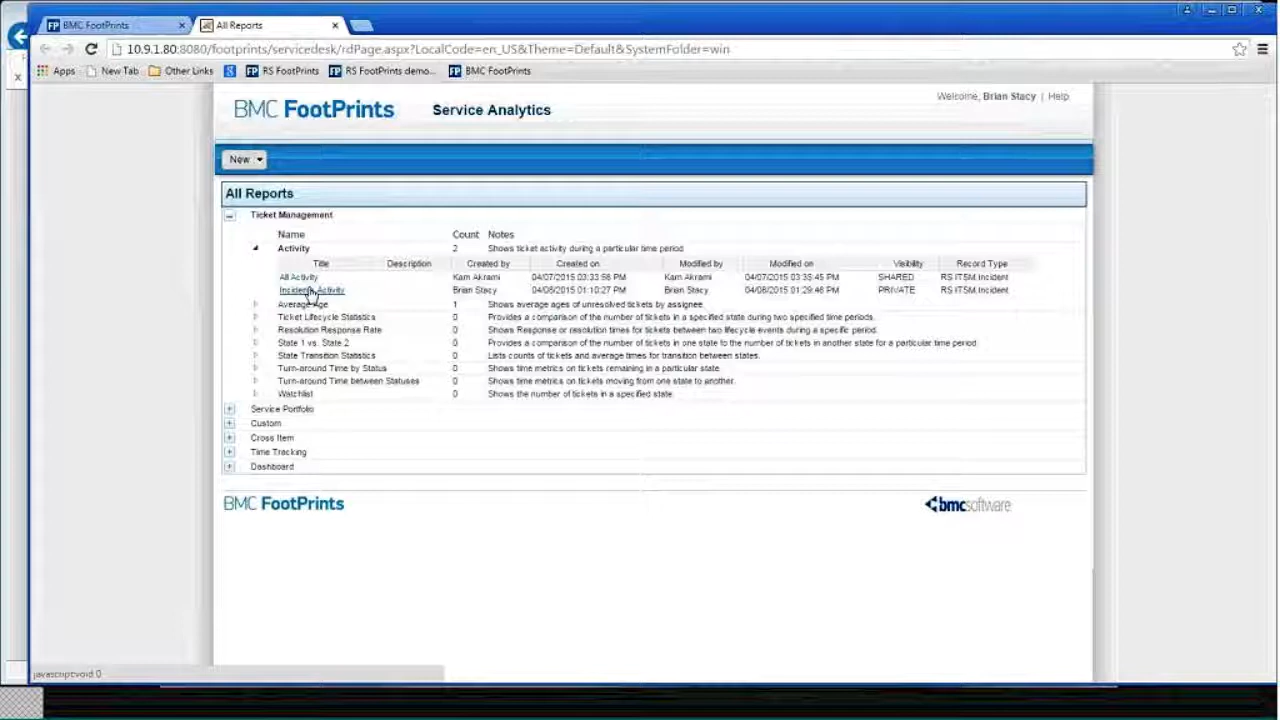 BMC FootPrints × All Reports ×
10.9.1.80:8080/footprints/servicedesk/rdPage.aspx?LocalCode=en_US&Theme=Default&SystemFolder=win
Apps New Tab Other Links RS FootPrints RS FootPrints demo... BMC FootPrints
Welcome, Brian Stacy | Help
BMC FootPrints Service Analytics
New
All Reports
Ticket Management
Name Count Notes
Activity 2 Shows ticket activity during a particular time period
Title Description Created by Created on Modified by Modified on Visibility Record Type
All Activity Kam Akrami 04/07/2015 03:33:56 PM Kam Akrami 04/07/2015 03:35:45 PM SHARED RS ITSM.Incident
Incidents Activity Brian Stacy 04/08/2015 01:10:27 PM Brian Stacy 04/08/2015 01:29:46 PM PRIVATE RS ITSM.Incident
Average Age 1 Shows average ages of unresolved tickets by assignee.
Ticket Lifecycle Statistics 0 Provides a comparison of the number of tickets in a specified state during two specified time periods.
Resolution Response Rate 0 Shows Response or resolution times for tickets between two lifecycle events during a specific period.
State 1 vs. State 2 0 Provides a comparison of the number of tickets in one state to the number of tickets in another state for a particular time period
State Transition Statistics 0 Lists counts of tickets and average times for transition between states.
Turn-around Time by Status 0 Shows time metrics on tickets remaining in a particular state.
Turn-around Time between Statuses 0 Shows time metrics on tickets moving from one state to another.
Watchlist 0 Shows the number of tickets in a specified state.
Service Portfolio
Custom
Cross Item
Time Tracking
Dashboard
BMC FootPrints bmcsoftware
javascript:void 0